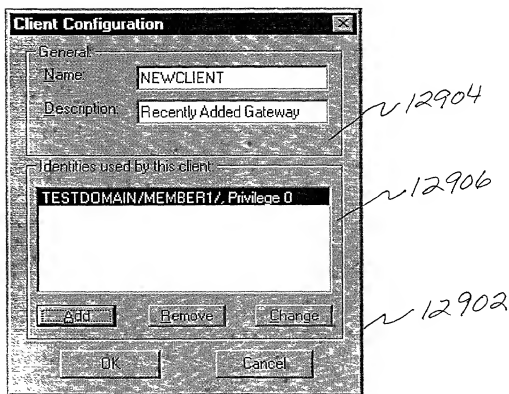 Client Configuration
General:
Name: NEWCLIENT
Description: Recently Added Gateway
12904
Identities used by this client
12906
TESTDOMAIN/MEMBER1/, Privilege 0
Add Remove Change
12902
OK Cancel